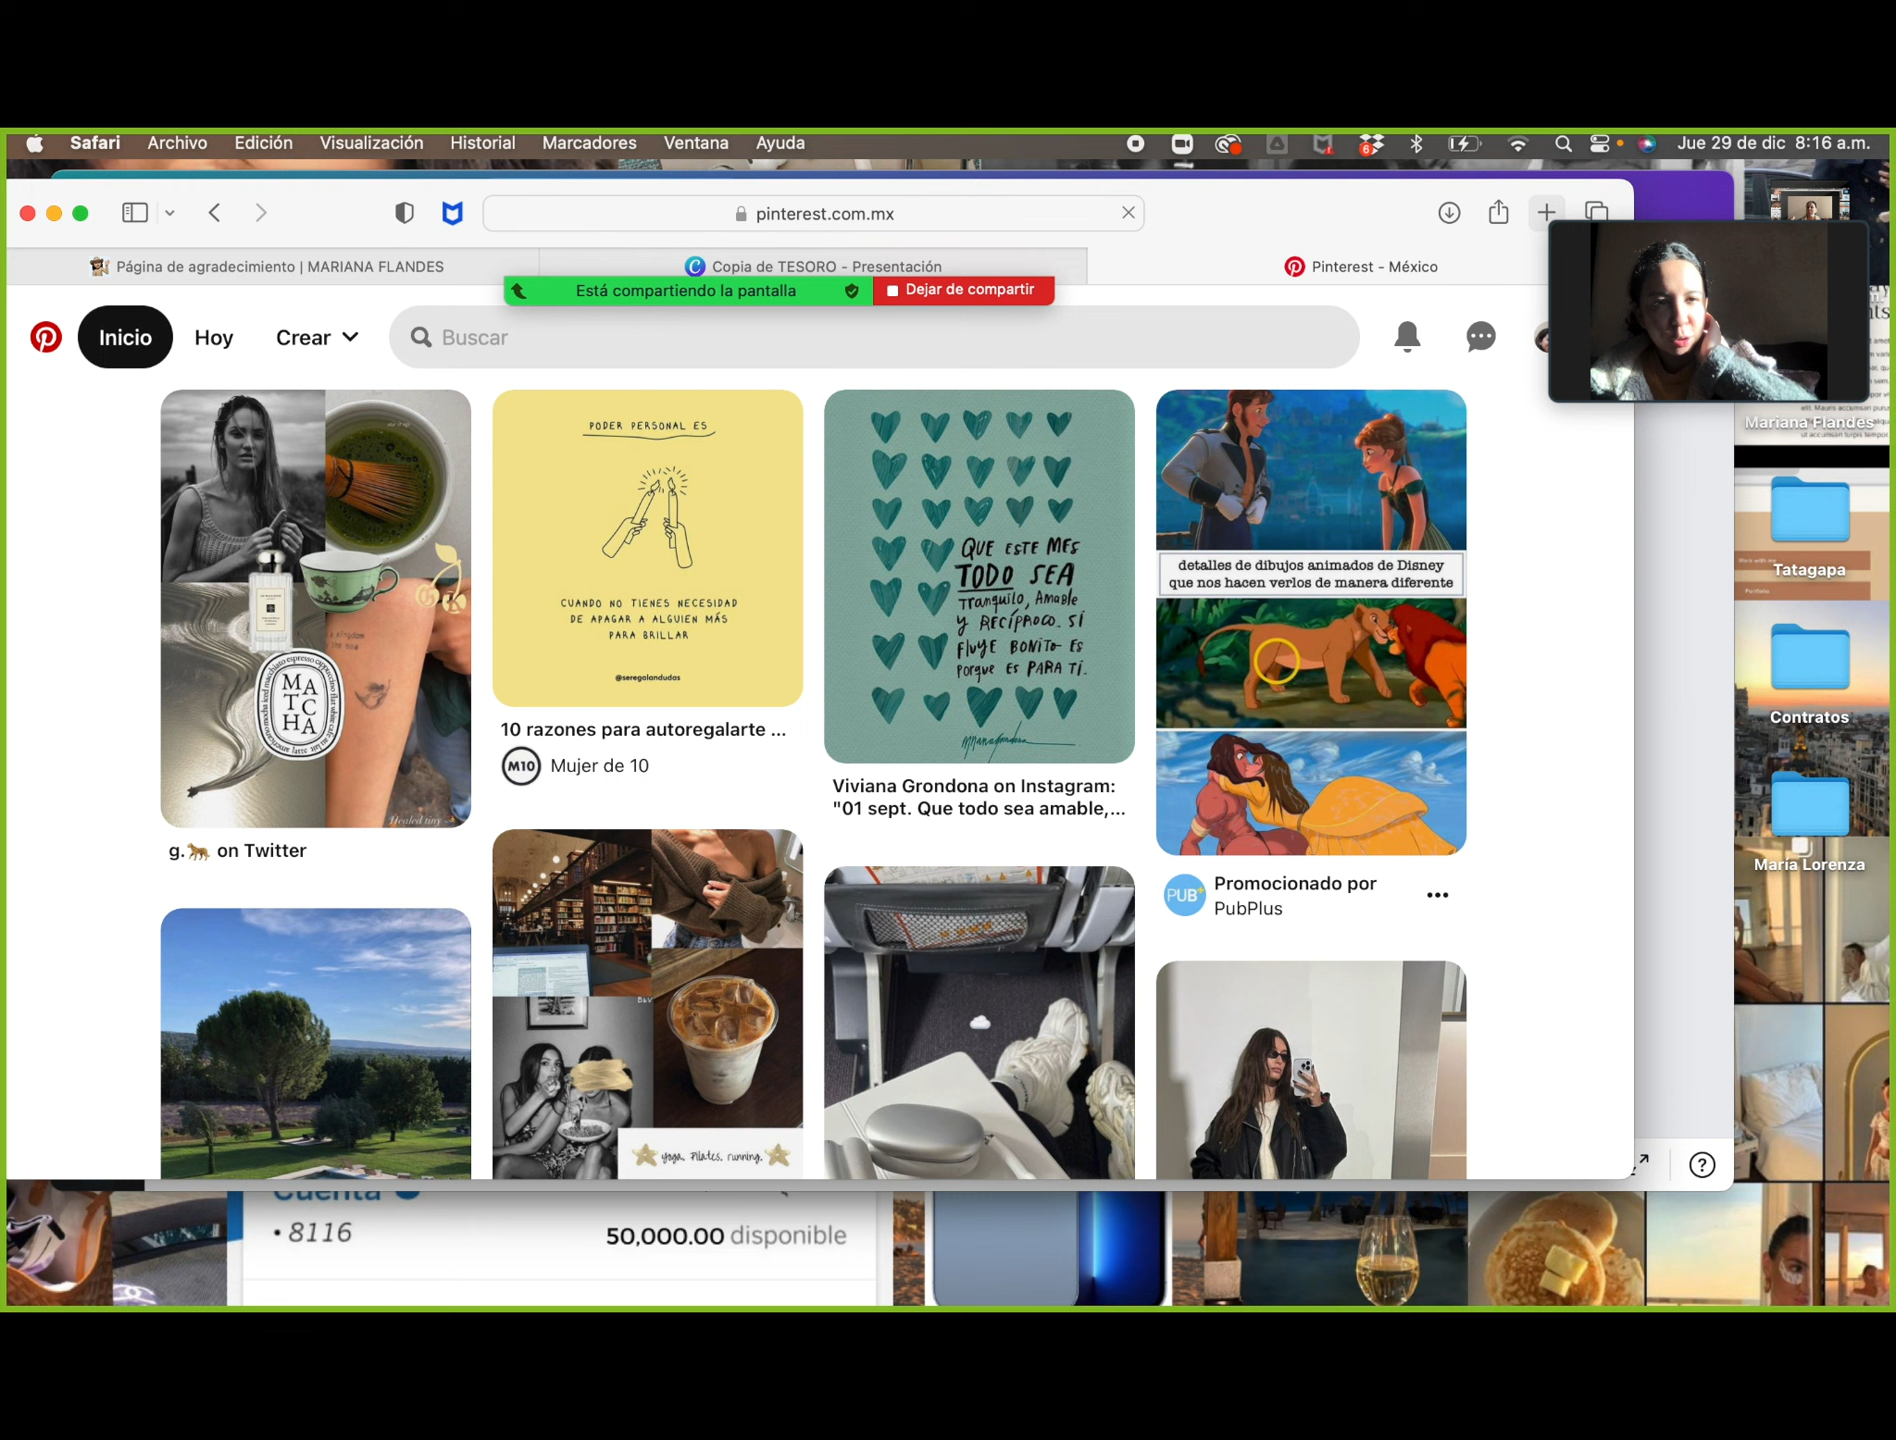 Safari Archivo Edición Visualización Historial Marcadores Ventana Ayuda
6
Jue 29 de dic 8:16 a.m.
pinterest.com.mx
Página de agradecimiento | MARIANA FLANDES
Copia de TESORO - Presentación
Pinterest - México
Está compartiendo la pantalla
Dejar de compartir
Inicio
Hoy
Crear
Buscar
Mariana Flandes
Tatagapa
Contratos
María Lorenza
MA
TC
HA
Healed tiny
g. on Twitter
PODER PERSONAL ES
CUANDO NO TIENES NECESIDAD
DE APAGAR A ALGUIEN MÁS
PARA BRILLAR
@seregalandudas
10 razones para autoregalarte ...
M10
Mujer de 10
QUE ESTE MES
TODO SEA
Tranquilo, Amable
y RECÍPROCO. SI
FLUYE BONITO ES
Porque ES PARA TI.
Viviana Grondona on Instagram:
"01 sept. Que todo sea amable,...
detalles de dibujos animados de Disney
que nos hacen verlos de manera diferente
PUB+
Promocionado por
PubPlus
B&V
yoga, Pilates, running.
Cuenta
• 8116
50,000.00 disponible